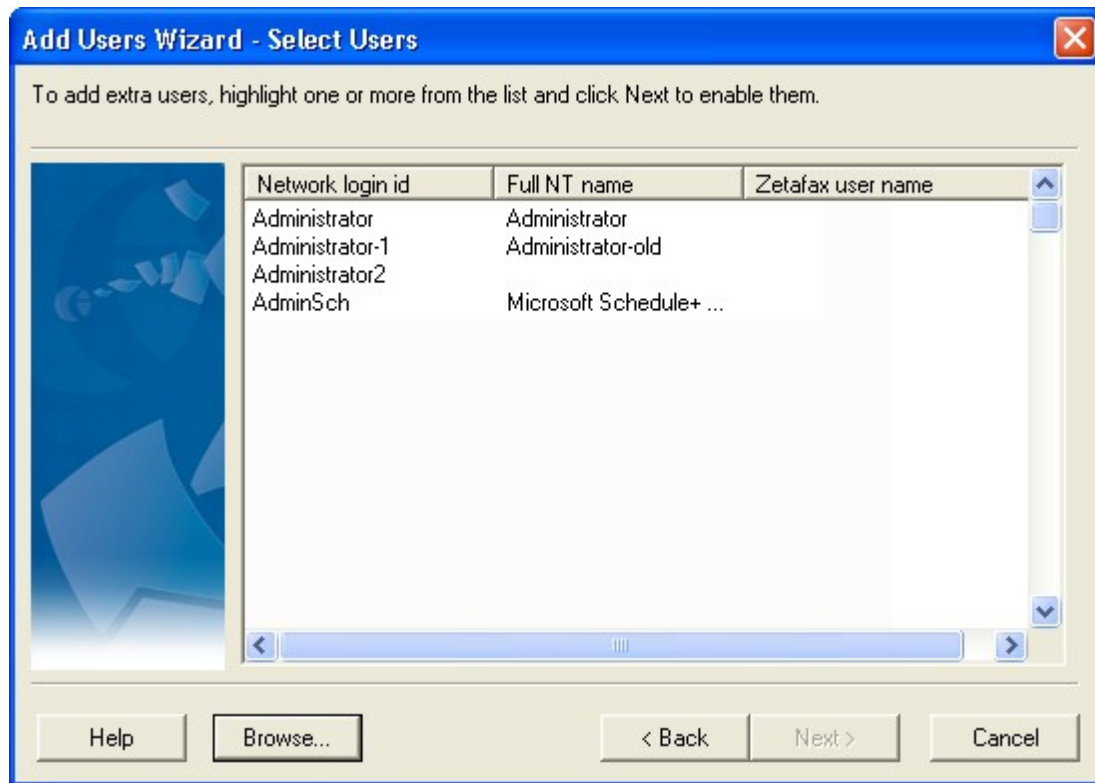 Add Users Wizard - Select Users
To add extra users, highlight one or more from the list and click Next to enable them.
Network login id Full NT name Zetafax user name
Administrator Administrator
Administrator-1 Administrator-old
Administrator2
AdminSch Microsoft Schedule+ ...
Help Browse... < Back Next > Cancel